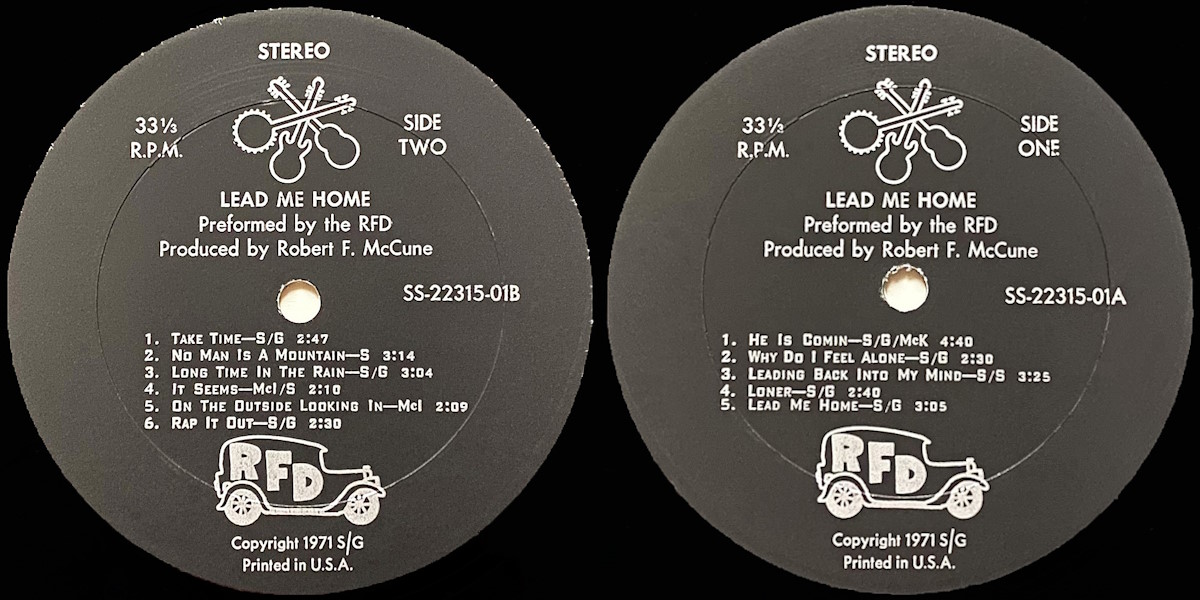 STEREO
33⅓
R.P.M.
SIDE
TWO
LEAD ME HOME
Preformed by the RFD
Produced by Robert F. McCune
SS-22315-01B
1. TAKE TIME—S/G 2:47
2. NO MAN IS A MOUNTAIN—S 3:14
3. LONG TIME IN THE RAIN—S/G 3:04
4. IT SEEMS—McI/S 2:10
5. ON THE OUTSIDE LOOKING IN—McI 2:09
6. RAP IT OUT—S/G 2:30
RFD
Copyright 1971 S/G
Printed in U.S.A.
STEREO
33⅓
R.P.M.
SIDE
ONE
LEAD ME HOME
Preformed by the RFD
Produced by Robert F. McCune
SS-22315-01A
1. HE IS COMIN—S/G/McK 4:40
2. WHY DO I FEEL ALONE—S/G 2:30
3. LEADING BACK INTO MY MIND—S/S 3:25
4. LONER—S/G 2:40
5. LEAD ME HOME—S/G 3:05
RFD
Copyright 1971 S/G
Printed in U.S.A.